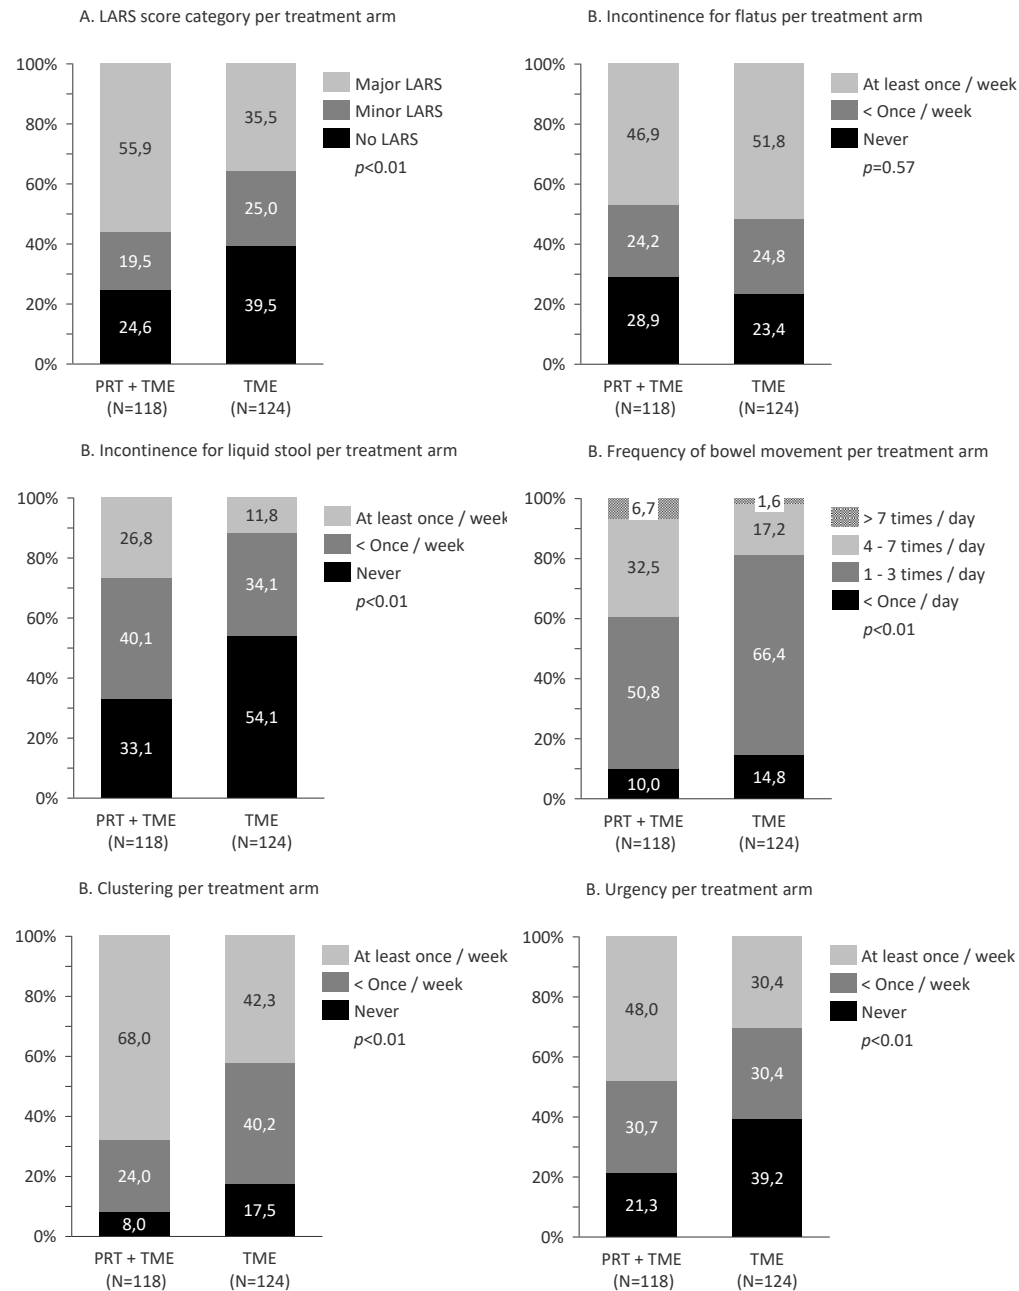 A. LARS score category per treatment arm
100%
80%
60%
40%
20%
0%
55,9
19,5
24,6
35,5
25,0
39,5
Major LARS
Minor LARS
No LARS
p<0.01
PRT + TME
(N=118)
TME
(N=124)
B. Incontinence for flatus per treatment arm
100%
80%
60%
40%
20%
0%
46,9
24,2
28,9
51,8
24,8
23,4
At least once / week
< Once / week
Never
p=0.57
PRT + TME
(N=118)
TME
(N=124)
B. Incontinence for liquid stool per treatment arm
100%
80%
60%
40%
20%
0%
26,8
40,1
33,1
11,8
34,1
54,1
At least once / week
< Once / week
Never
p<0.01
PRT + TME
(N=118)
TME
(N=124)
B. Frequency of bowel movement per treatment arm
100%
80%
60%
40%
20%
0%
6,7
32,5
50,8
10,0
1,6
17,2
66,4
14,8
> 7 times / day
4 - 7 times / day
1 - 3 times / day
< Once / day
p<0.01
PRT + TME
(N=118)
TME
(N=124)
B. Clustering per treatment arm
100%
80%
60%
40%
20%
0%
68,0
24,0
8,0
42,3
40,2
17,5
At least once / week
< Once / week
Never
p<0.01
PRT + TME
(N=118)
TME
(N=124)
B. Urgency per treatment arm
100%
80%
60%
40%
20%
0%
48,0
30,7
21,3
30,4
30,4
39,2
At least once / week
< Once / week
Never
p<0.01
PRT + TME
(N=118)
TME
(N=124)